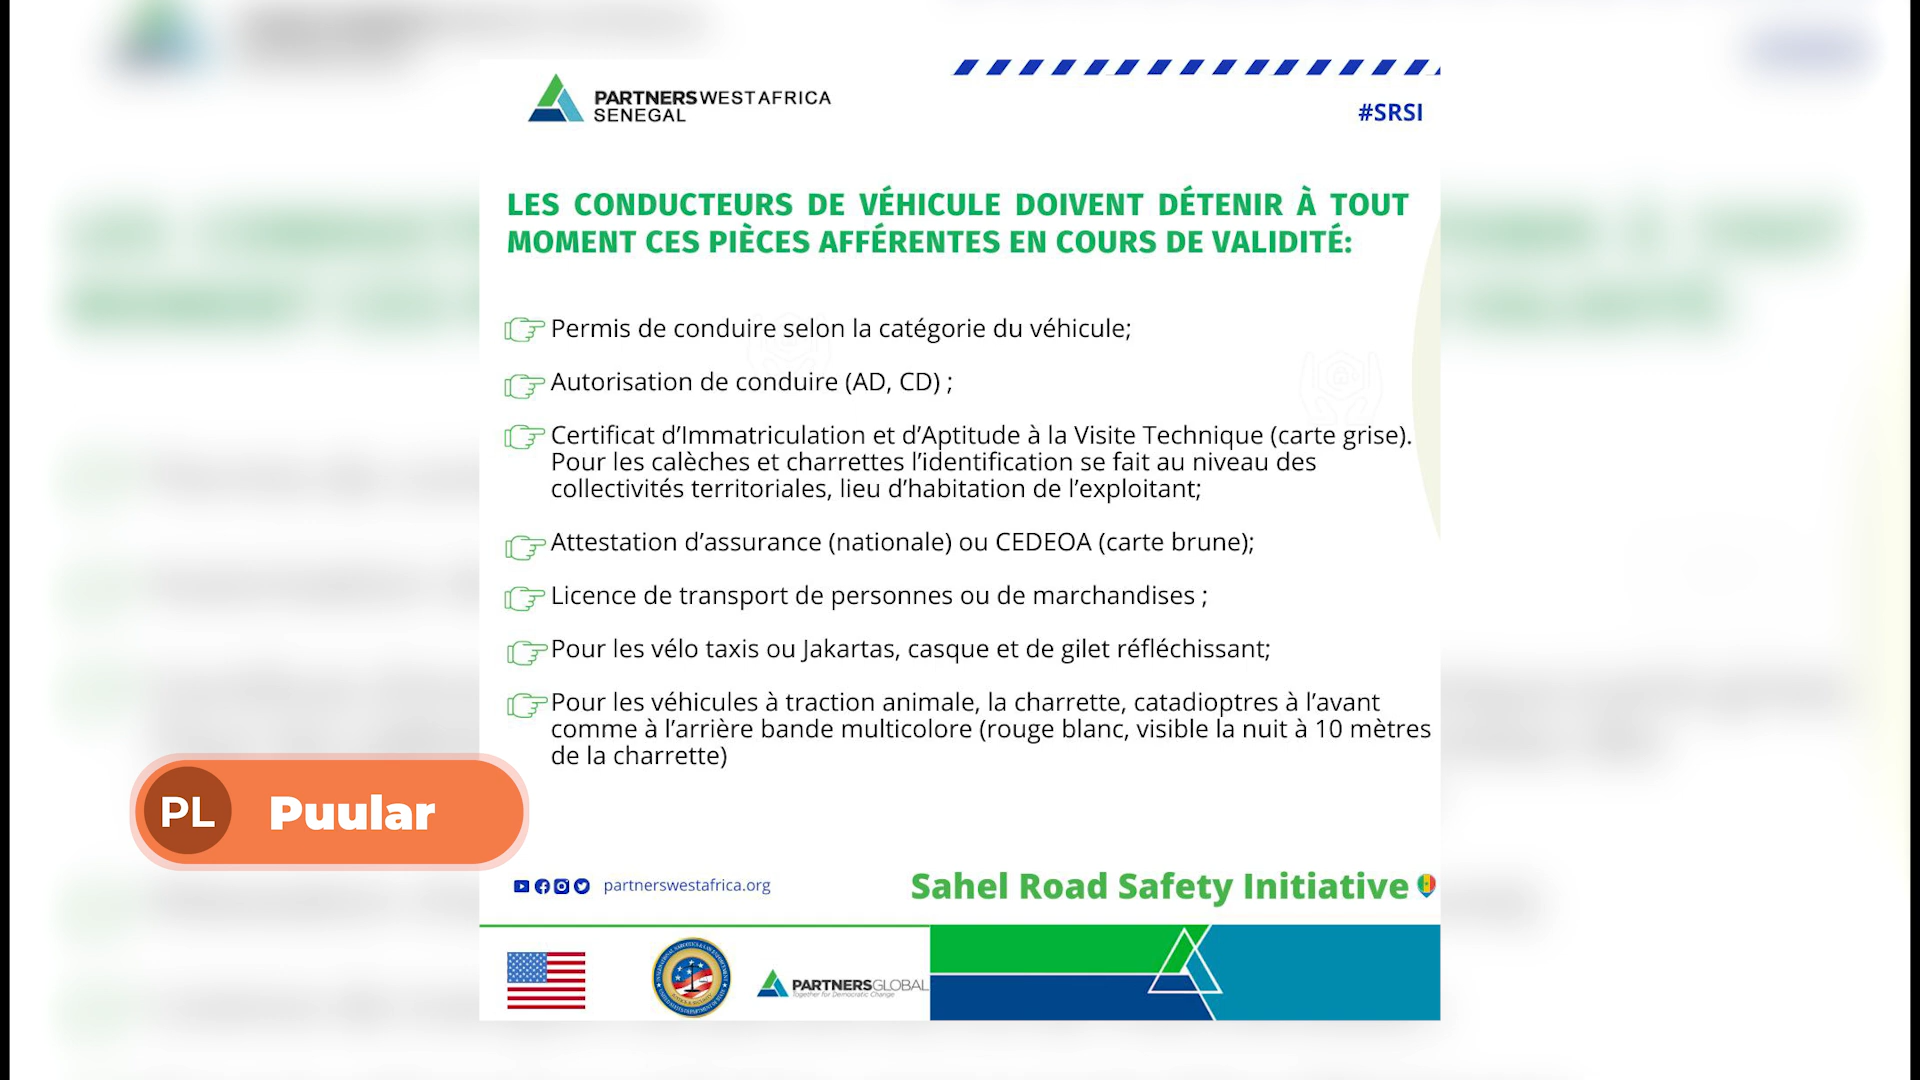 PARTNERSWESTAFRICA
SENEGAL
#SRSI
LES CONDUCTEURS DE VÉHICULE DOIVENT DÉTENIR À TOUT
MOMENT CES PIÈCES AFFÉRENTES EN COURS DE VALIDITÉ:
Permis de conduire selon la catégorie du véhicule;
Autorisation de conduire (AD, CD) ;
Certificat d’Immatriculation et d’Aptitude à la Visite Technique (carte grise).
Pour les calèches et charrettes l’identification se fait au niveau des
collectivités territoriales, lieu d’habitation de l’exploitant;
Attestation d’assurance (nationale) ou CEDEOA (carte brune);
Licence de transport de personnes ou de marchandises ;
Pour les vélo taxis ou Jakartas, casque et de gilet réfléchissant;
Pour les véhicules à traction animale, la charrette, catadioptres à l’avant
comme à l’arrière bande multicolore (rouge blanc, visible la nuit à 10 mètres
de la charrette)
PL Puular
partnerswestafrica.org
Sahel Road Safety Initiative
PARTNERSGLOBAL
Together for Democratic Change